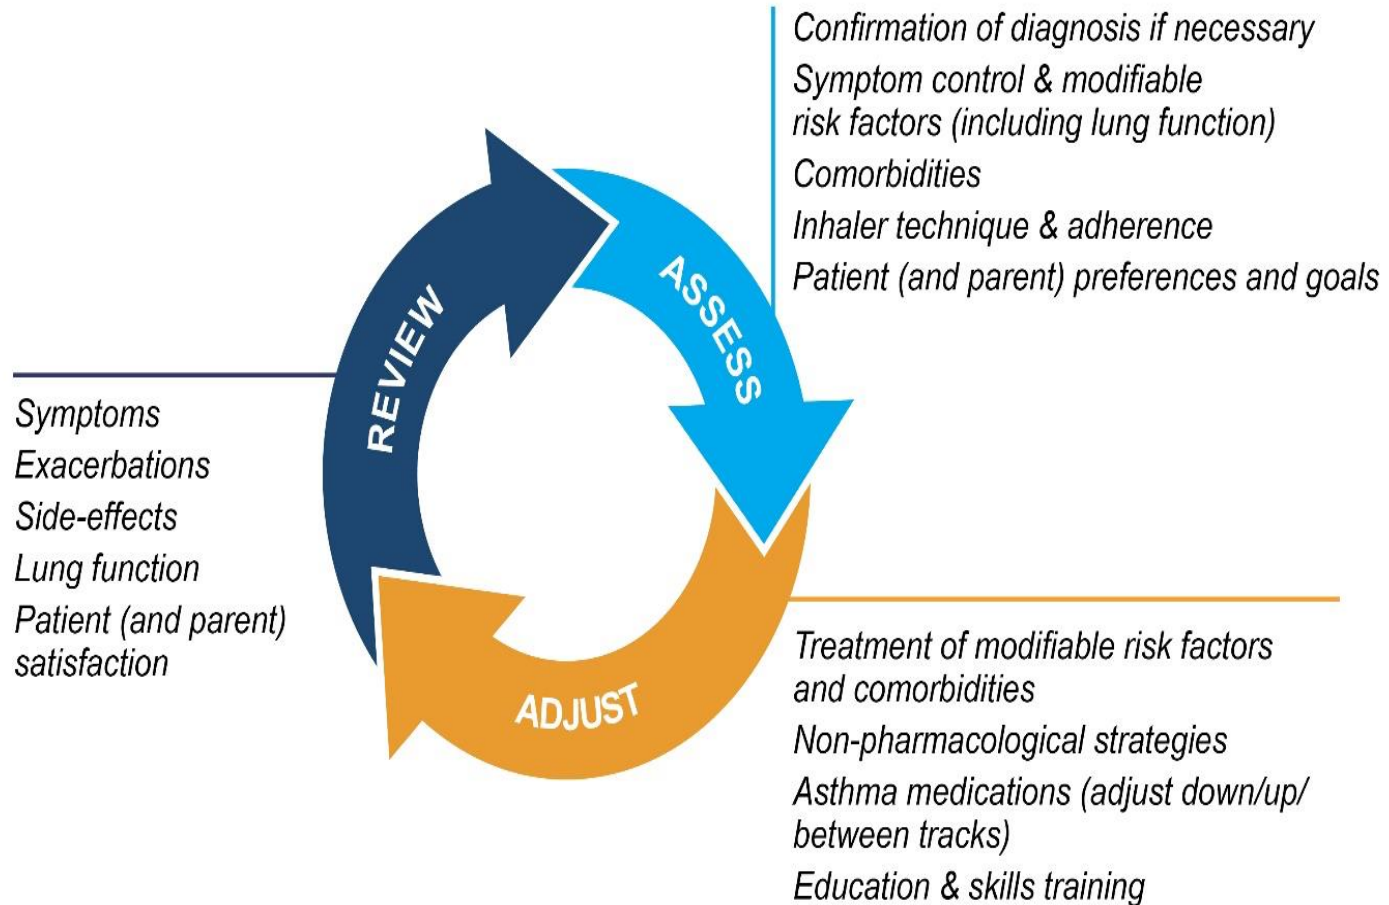 Confirmation of diagnosis if necessary
Symptom control & modifiable
risk factors (including lung function)
Comorbidities
Inhaler technique & adherence
Patient (and parent) preferences and goals
ASSESS
REVIEW
Symptoms
Exacerbations
Side-effects
Lung function
Patient (and parent)
satisfaction
ADJUST
Treatment of modifiable risk factors
and comorbidities
Non-pharmacological strategies
Asthma medications (adjust down/up/
between tracks)
Education & skills training